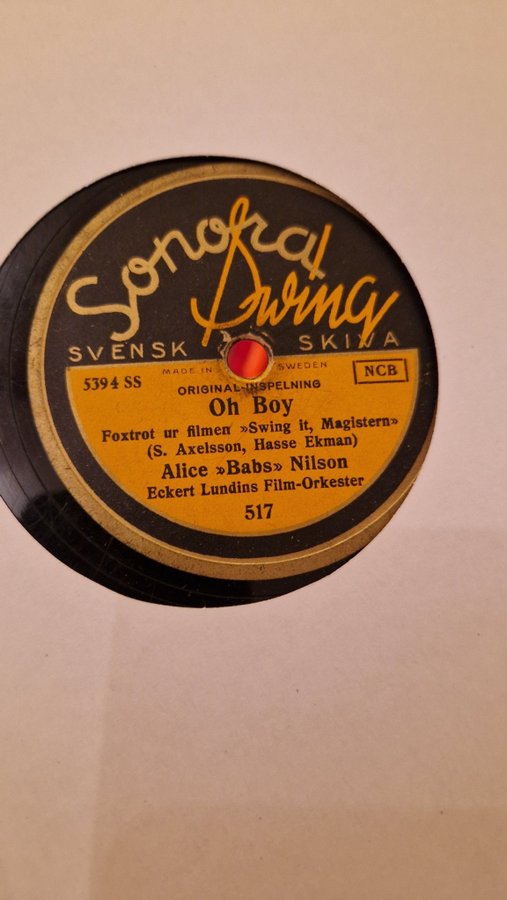 Sonora
Swing
SVENSK SKIVA
MADE IN SWEDEN
5394 SS
ORIGINAL-INSPELNING
NCB
Oh Boy
Foxtrot ur filmen »Swing it, Magistern»
(S. Axelsson, Hasse Ekman)
Alice »Babs» Nilson
Eckert Lundins Film-Orkester
517